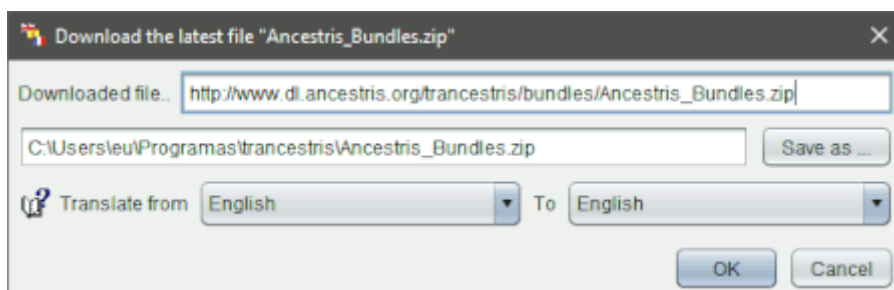 Download the latest file "Ancestris_Bundles.zip"
Downloaded file.. http://www.dl.ancestris.org/trancestris/bundles/Ancestris_Bundles.zip
C:\Users\eu\Programas\trancestris\Ancestris_Bundles.zip Save as ...
Translate from English To English
OK Cancel